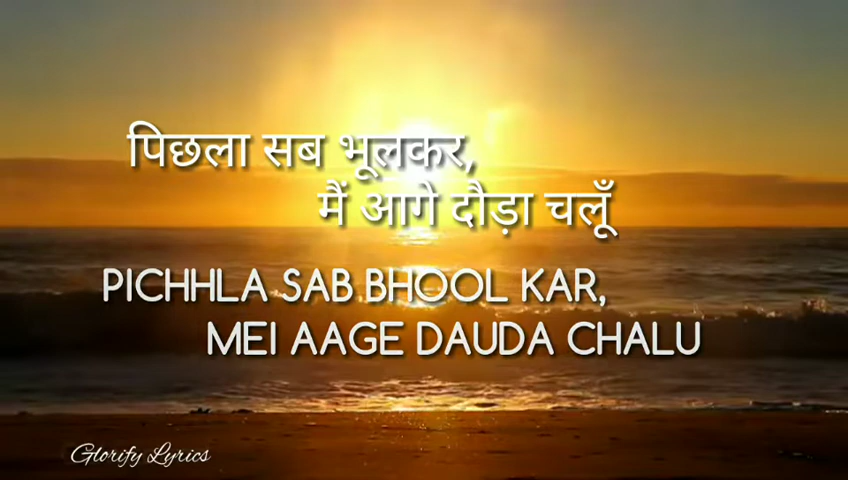 पिछला सब भूलकर,
मैं आगे दौड़ा चलूँ
PICHHLA SAB BHOOL KAR,
MEI AAGE DAUDA CHALU
Glorify Lyrics